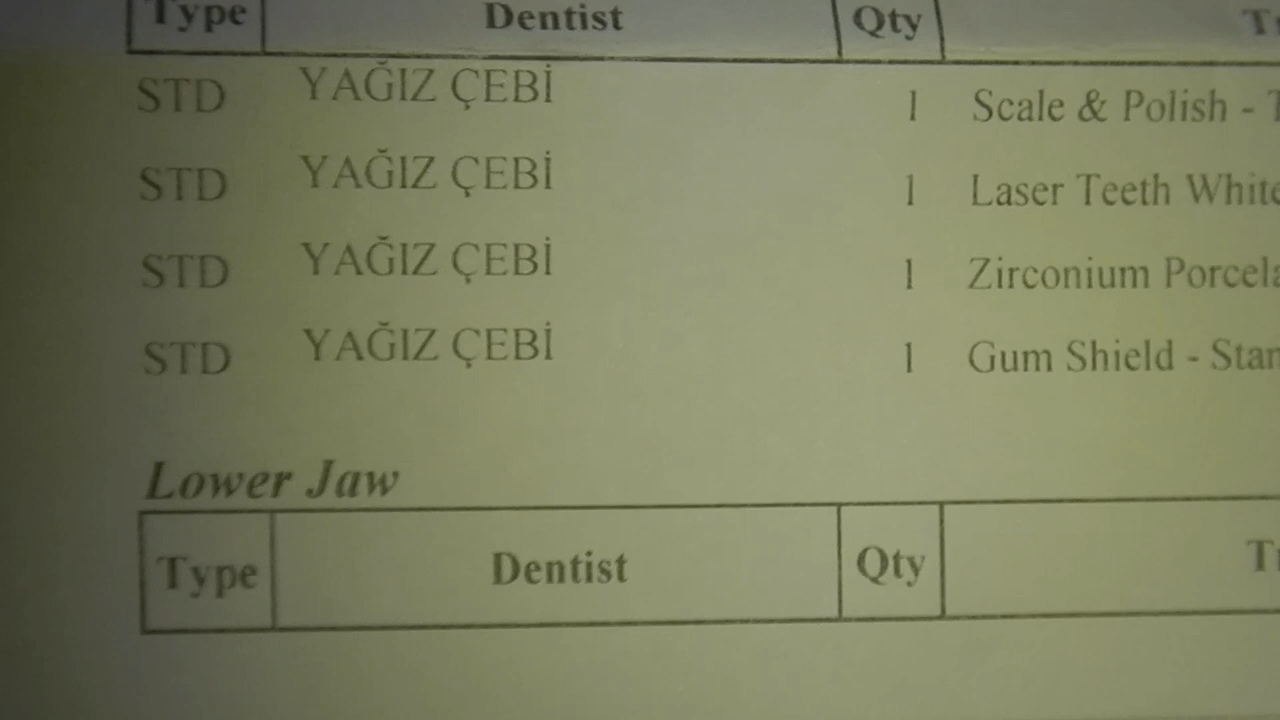 Type Dentist Qty
STD YAĞIZ ÇEBİ 1 Scale & Polish -
STD YAĞIZ ÇEBİ 1 Laser Teeth
STD YAĞIZ ÇEBİ 1 Zirconium
STD YAĞIZ ÇEBİ 1 Gum Shield -
Lower Jaw
Type Dentist Qty